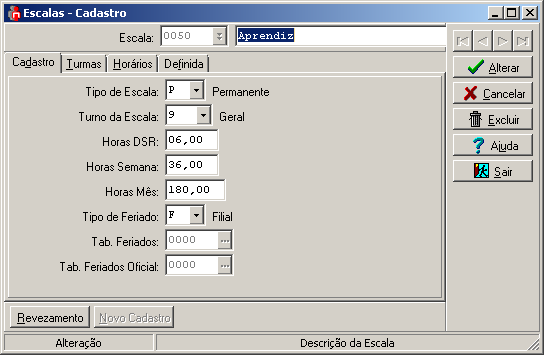 Escalas - Cadastro
Escala: 0050 Aprendiz
Cadastro Turmas Horários Definida
Tipo de Escala: P Permanente
Turno da Escala: 9 Geral
Horas DSR: 06,00
Horas Semana: 36,00
Horas Mês: 180,00
Tipo de Feriado: F Filial
Tab. Feriados: 0000 ...
Tab. Feriados Oficial: 0000 ...
Alterar
Cancelar
Excluir
? Ajuda
Sair
Revezamento Novo Cadastro
Alteração Descrição da Escala